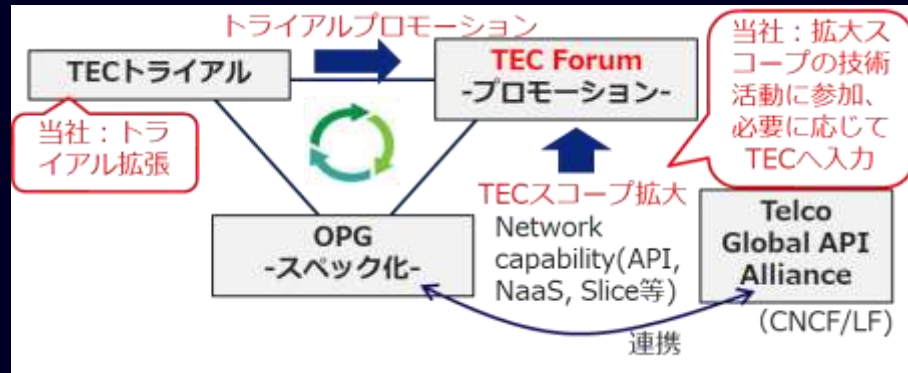 トライアルプロモーション
TECトライアル
TEC Forum
-プロモーション-
当社：拡大ス
コープの技術
活動に参加、
必要に応じて
TECへ入力
当社：トラ
イアル拡張
TECスコープ拡大
Network
capability(API,
NaaS, Slice等)
OPG
-スペック化-
Telco
Global API
Alliance
（CNCF/LF)
連携